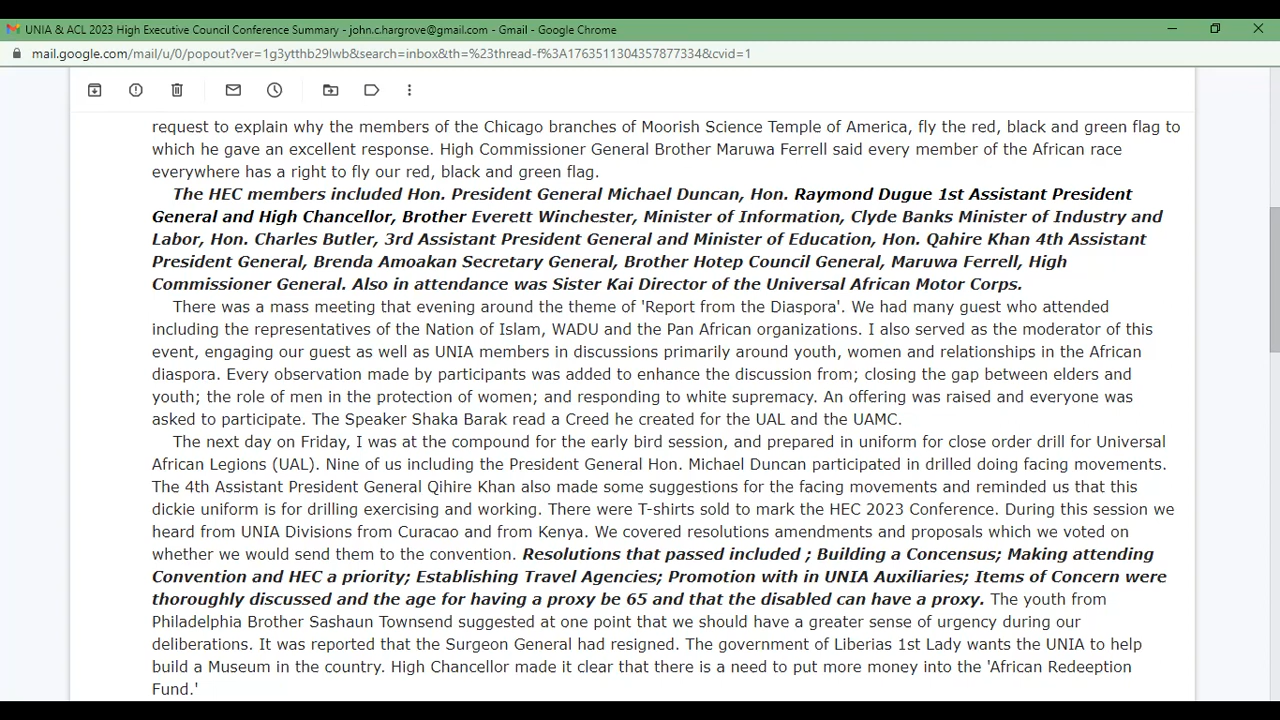 UNIA & ACL 2023 High Executive Council Conference Summary - john.c.hargrove@gmail.com - Gmail - Google Chrome
mail.google.com/mail/u/0/popout?ver=1g3ytthb29lwb&search=inbox&th=%23thread-f%3A1763511304357877334&cvid=1
request to explain why the members of the Chicago branches of Moorish Science Temple of America, fly the red, black and green flag to
which he gave an excellent response. High Commissioner General Brother Maruwa Ferrell said every member of the African race
everywhere has a right to fly our red, black and green flag.
The HEC members included Hon. President General Michael Duncan, Hon. Raymond Dugue 1st Assistant President
General and High Chancellor, Brother Everett Winchester, Minister of Information, Clyde Banks Minister of Industry and
Labor, Hon. Charles Butler, 3rd Assistant President General and Minister of Education, Hon. Qahire Khan 4th Assistant
President General, Brenda Amoakan Secretary General, Brother Hotep Council General, Maruwa Ferrell, High
Commissioner General. Also in attendance was Sister Kai Director of the Universal African Motor Corps.
There was a mass meeting that evening around the theme of 'Report from the Diaspora'. We had many guest who attended
including the representatives of the Nation of Islam, WADU and the Pan African organizations. I also served as the moderator of this
event, engaging our guest as well as UNIA members in discussions primarily around youth, women and relationships in the African
diaspora. Every observation made by participants was added to enhance the discussion from; closing the gap between elders and
youth; the role of men in the protection of women; and responding to white supremacy. An offering was raised and everyone was
asked to participate. The Speaker Shaka Barak read a Creed he created for the UAL and the UAMC.
The next day on Friday, I was at the compound for the early bird session, and prepared in uniform for close order drill for Universal
African Legions (UAL). Nine of us including the President General Hon. Michael Duncan participated in drilled doing facing movements.
The 4th Assistant President General Qihire Khan also made some suggestions for the facing movements and reminded us that this
dickie uniform is for drilling exercising and working. There were T-shirts sold to mark the HEC 2023 Conference. During this session we
heard from UNIA Divisions from Curacao and from Kenya. We covered resolutions amendments and proposals which we voted on
whether we would send them to the convention. Resolutions that passed included ; Building a Concensus; Making attending
Convention and HEC a priority; Establishing Travel Agencies; Promotion with in UNIA Auxiliaries; Items of Concern were
thoroughly discussed and the age for having a proxy be 65 and that the disabled can have a proxy. The youth from
Philadelphia Brother Sashaun Townsend suggested at one point that we should have a greater sense of urgency during our
deliberations. It was reported that the Surgeon General had resigned. The government of Liberias 1st Lady wants the UNIA to help
build a Museum in the country. High Chancellor made it clear that there is a need to put more money into the 'African Redeeption
Fund.'